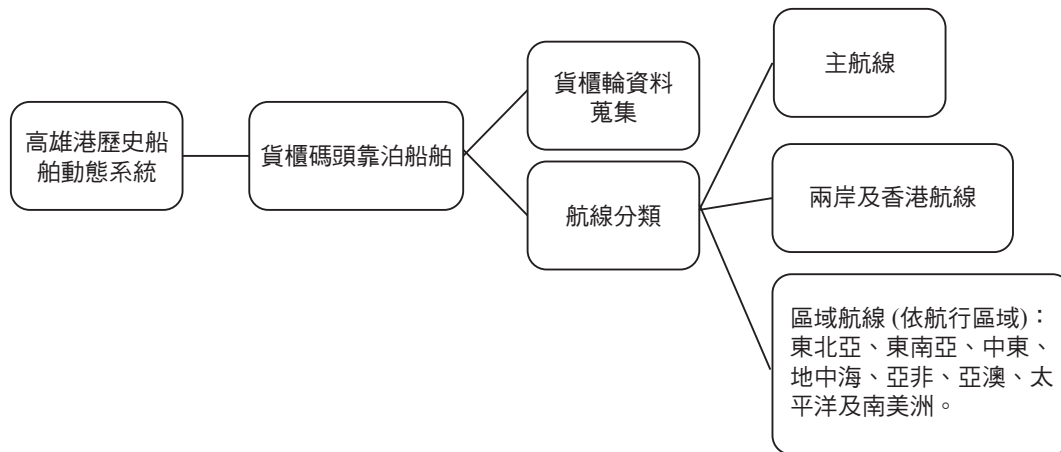 高雄港歷史船
舶動態系統
貨櫃碼頭靠泊船舶
貨櫃輪資料
蒐集
航線分類
主航線
兩岸及香港航線
區域航線 (依航行區域)：
東北亞、東南亞、中東、
地中海、亞非、亞澳、太
平洋及南美洲。